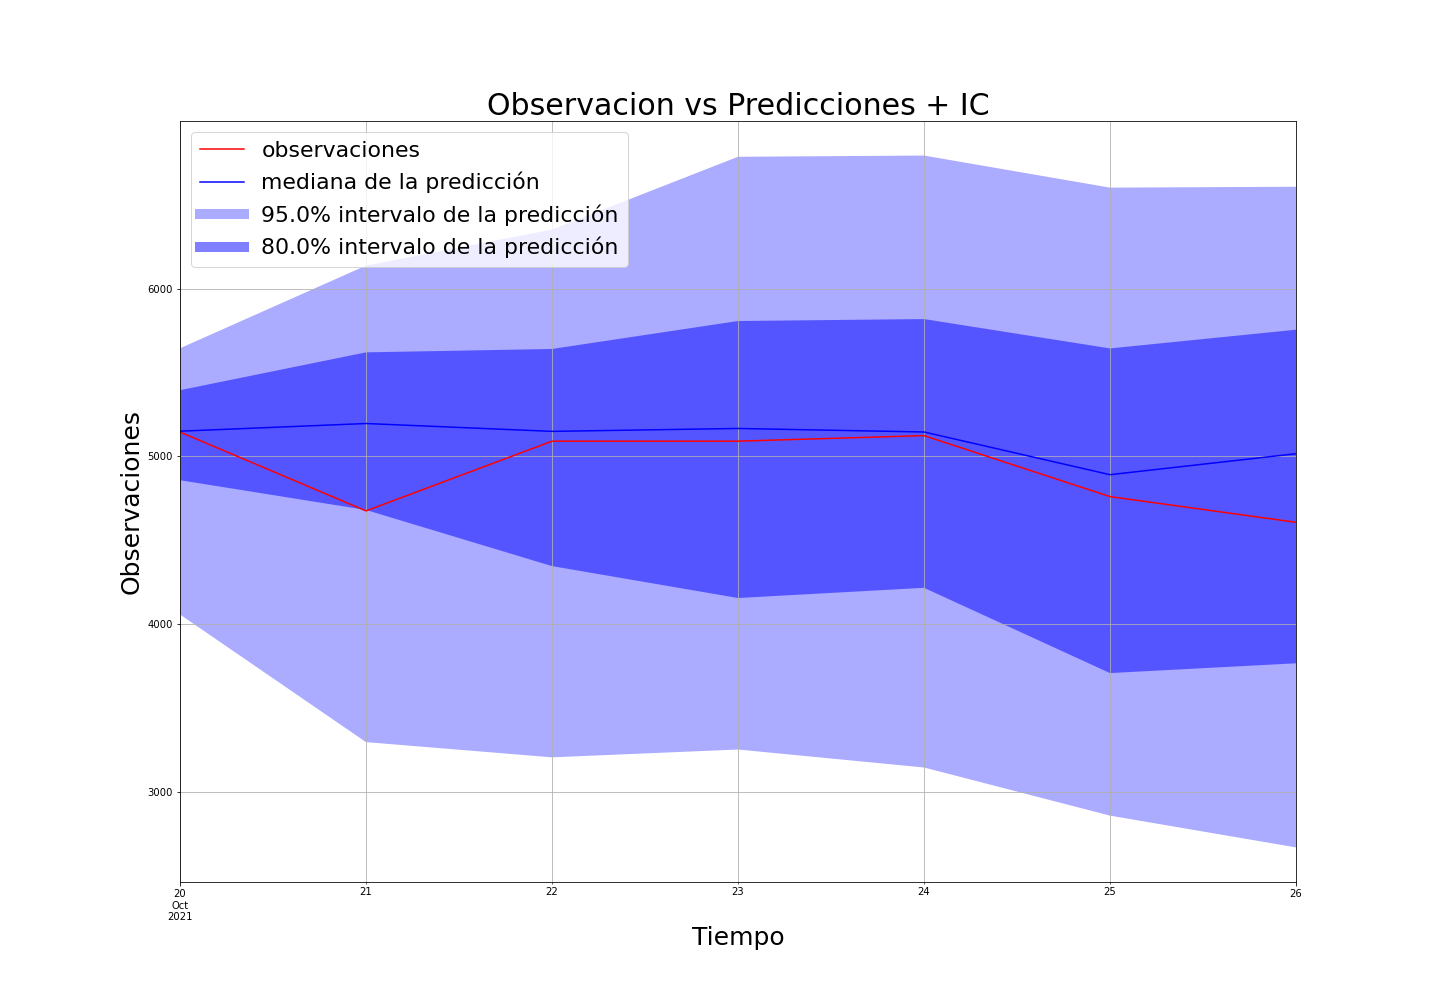 Observacion vs Predicciones + IC
observaciones
mediana de la predicción
95.0% intervalo de la predicción
80.0% intervalo de la predicción
Observaciones
6000
5000
4000
3000
20
Oct
2021
21
22
23
24
25
26
Tiempo